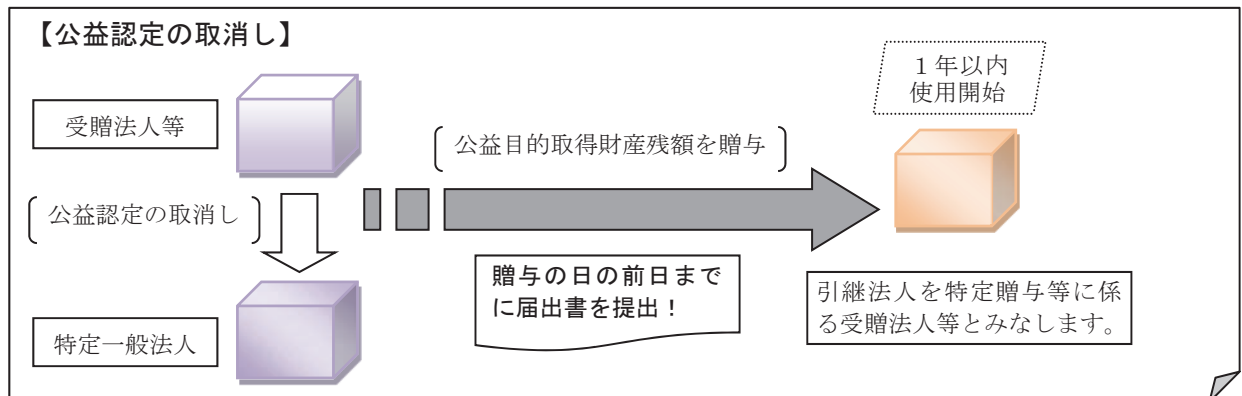 【公益認定の取消し】
１年以内
使用開始
受贈法人等
公益目的取得財産残額を贈与
公益認定の取消し
贈与の日の前日まで
に届出書を提出！
引継法人を特定贈与等に係
る受贈法人等とみなします。
特定一般法人